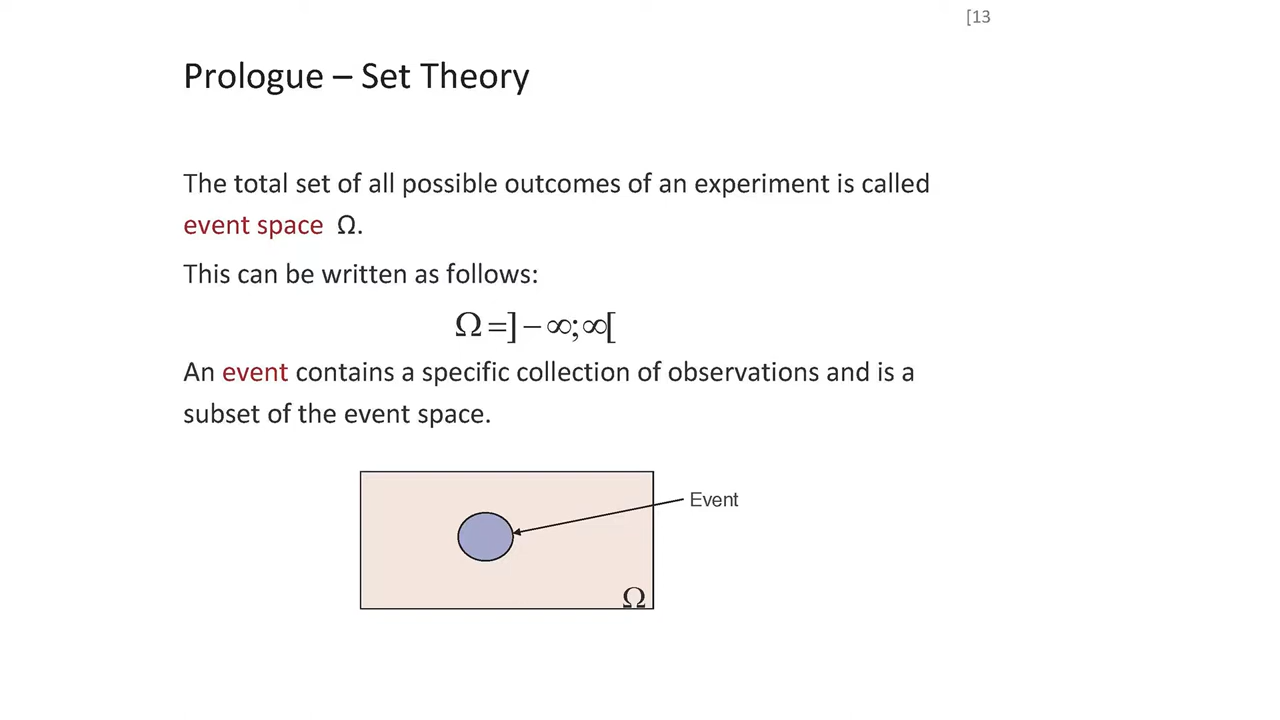 [13
Prologue – Set Theory
The total set of all possible outcomes of an experiment is called
event space Ω.
This can be written as follows:
Ω =] − ∞; ∞[
An event contains a specific collection of observations and is a
subset of the event space.
Event
Ω